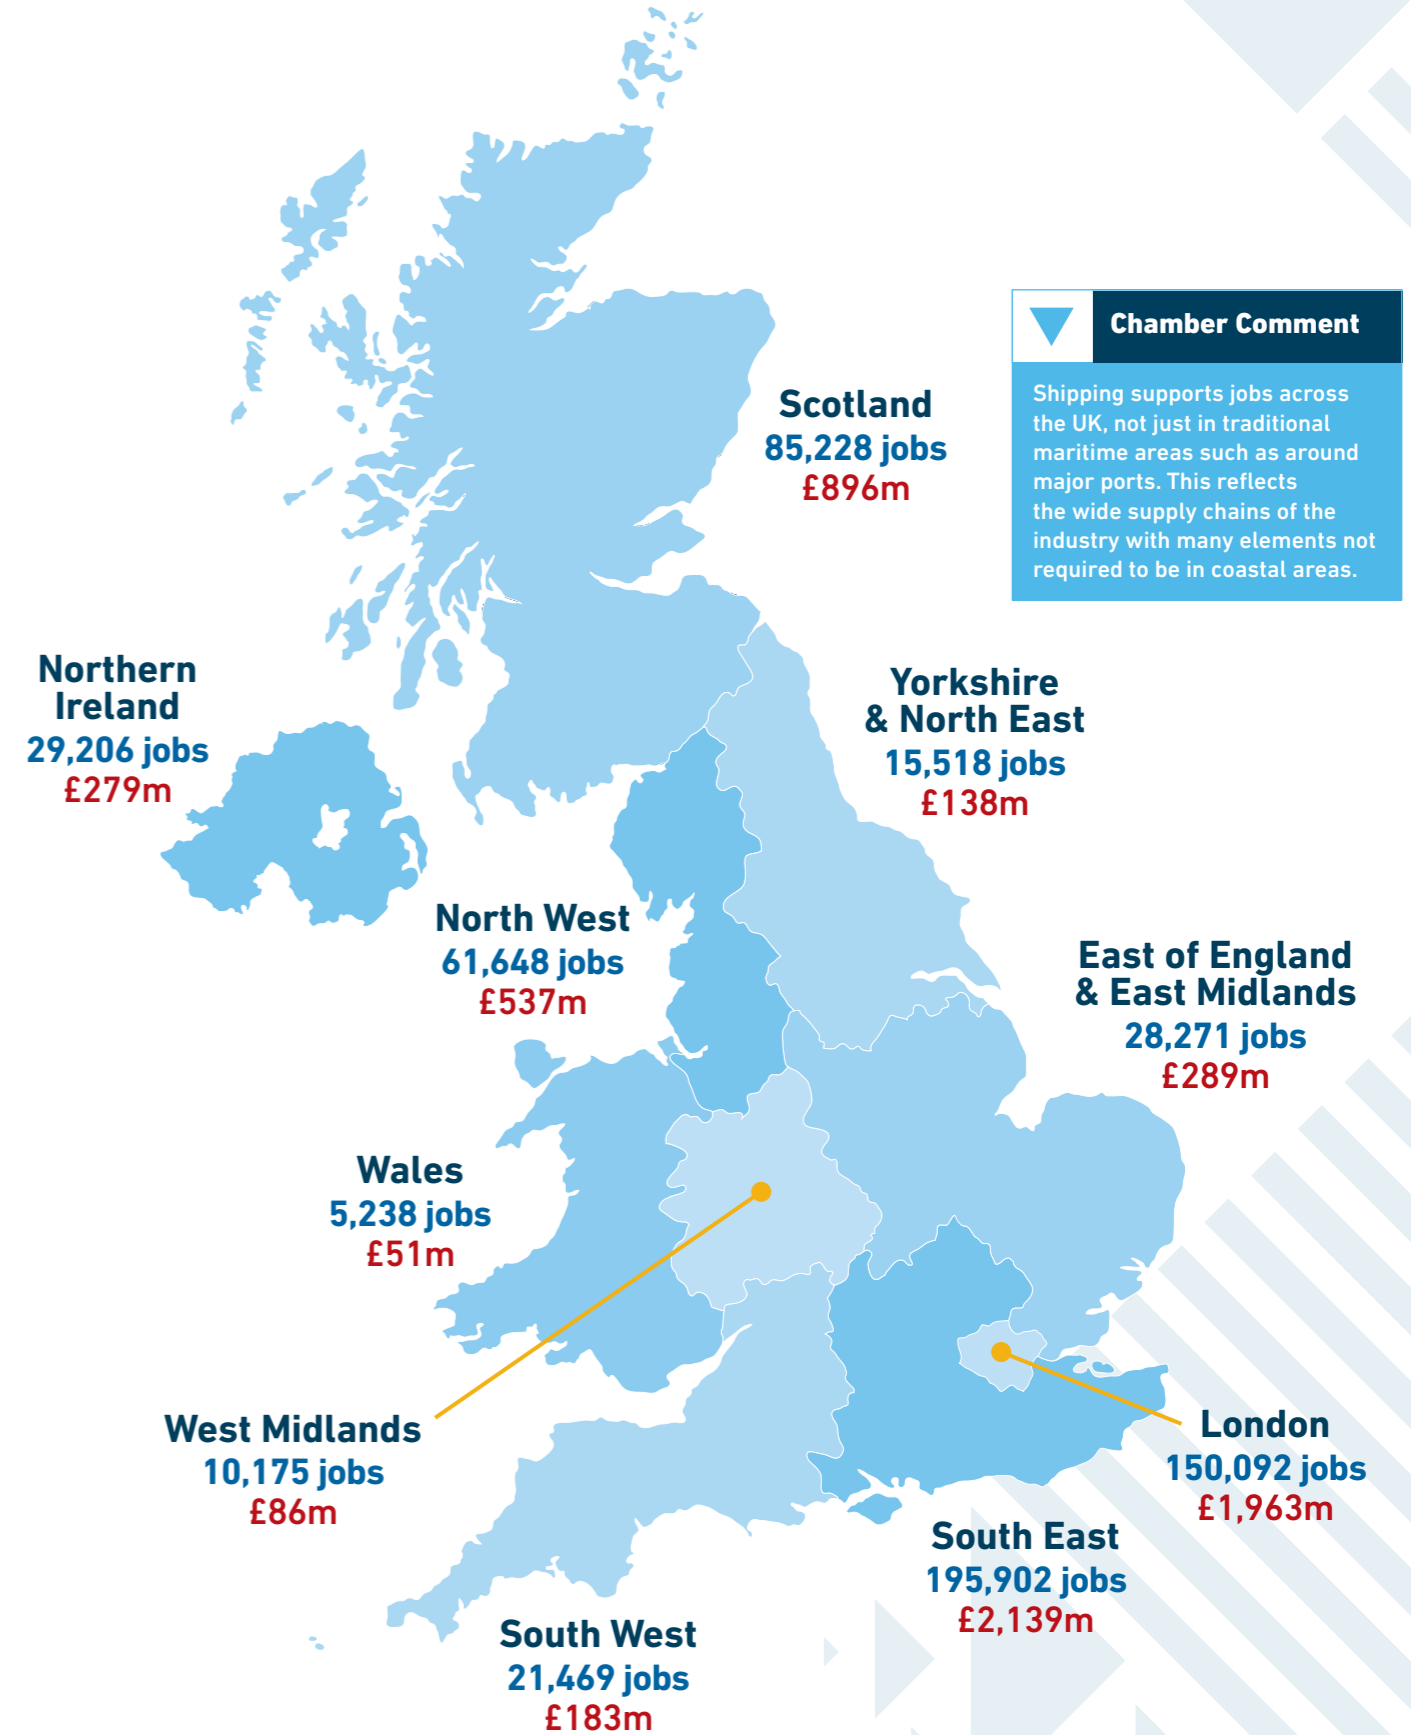 Scotland
85,228 jobs
£896m
Chamber Comment
Shipping supports jobs across
the UK, not just in traditional
maritime areas such as around
major ports. This reflects
the wide supply chains of the
industry with many elements not
required to be in coastal areas.
Northern
Ireland
29,206 jobs
£279m
Yorkshire
& North East
15,518 jobs
£138m
North West
61,648 jobs
£537m
East of England
& East Midlands
28,271 jobs
£289m
Wales
5,238 jobs
£51m
West Midlands
10,175 jobs
£86m
London
150,092 jobs
£1,963m
South East
195,902 jobs
£2,139m
South West
21,469 jobs
£183m